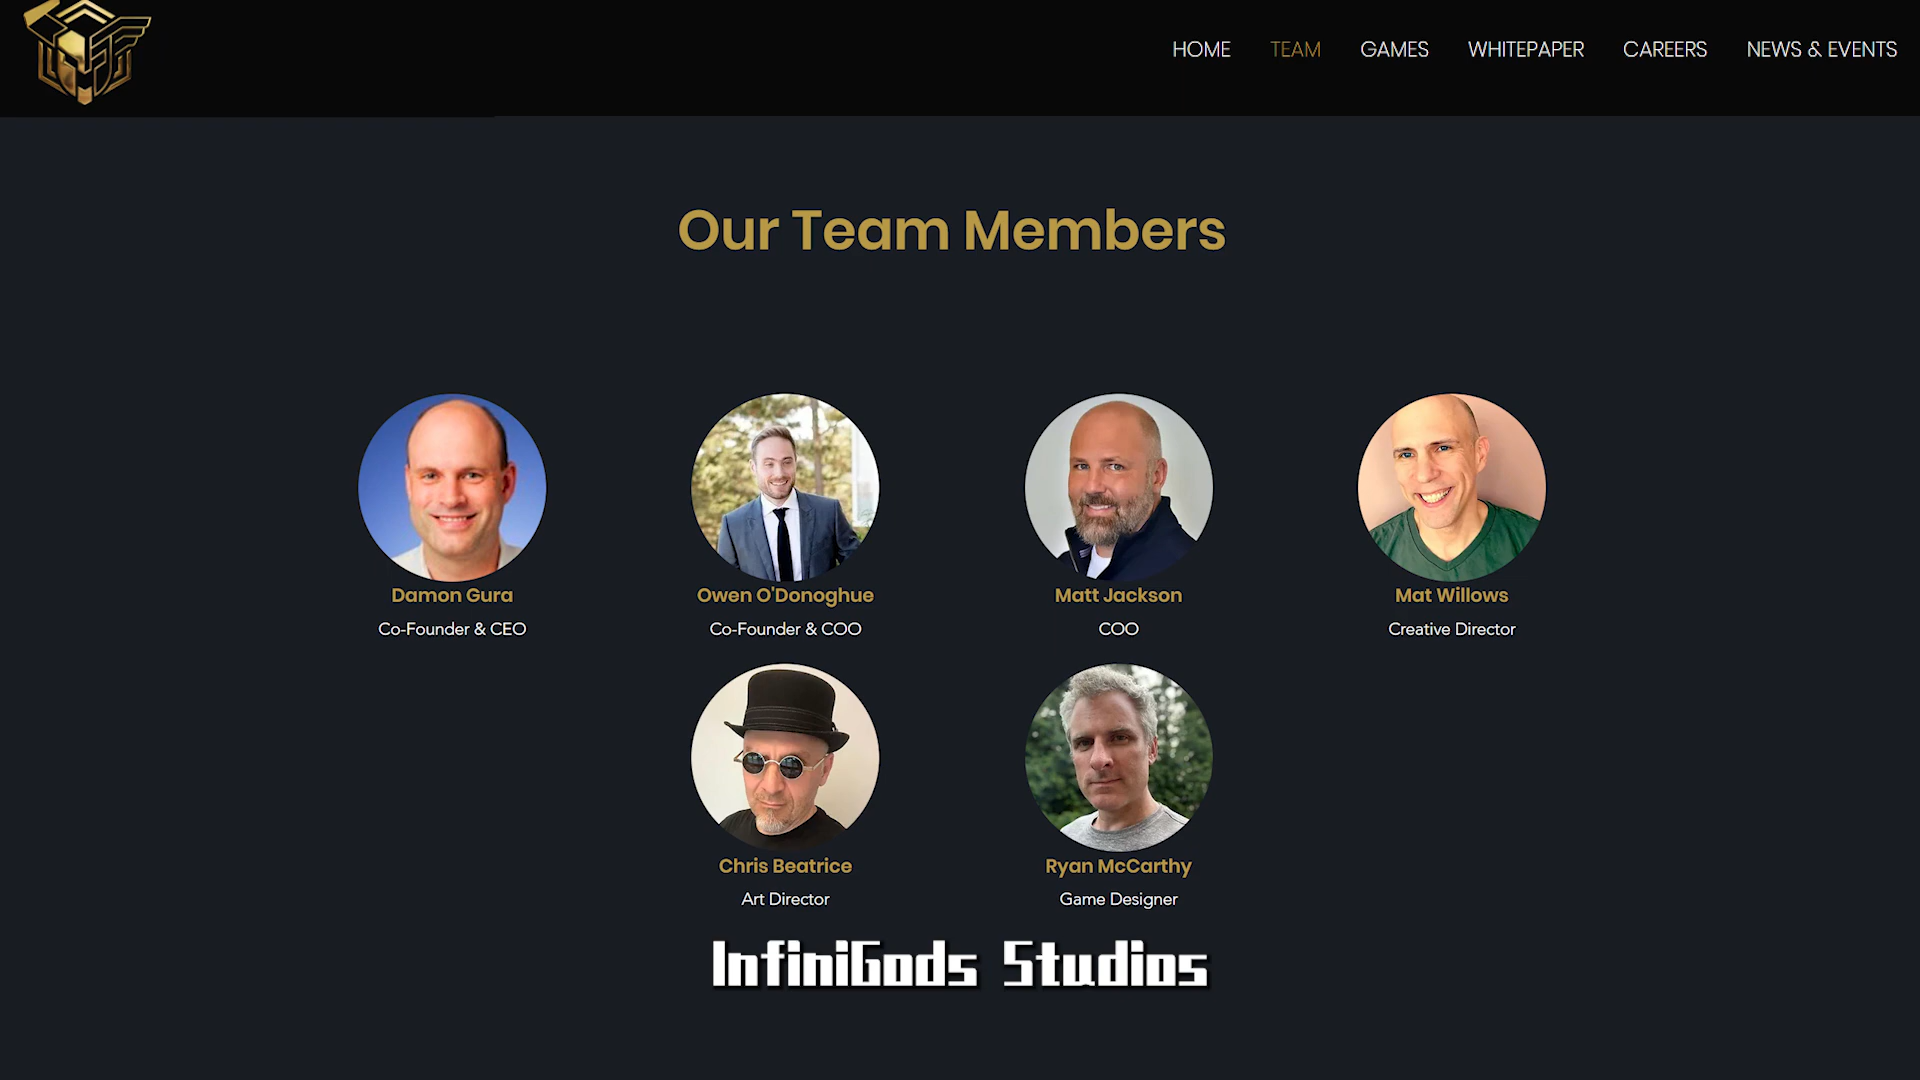 HOME TEAM GAMES WHITEPAPER CAREERS NEWS & EVENTS
Our Team Members
Damon Gura
Co-Founder & CEO
Owen O'Donoghue
Co-Founder & COO
Matt Jackson
COO
Mat Willows
Creative Director
Chris Beatrice
Art Director
Ryan McCarthy
Game Designer
InfiniGods Studios